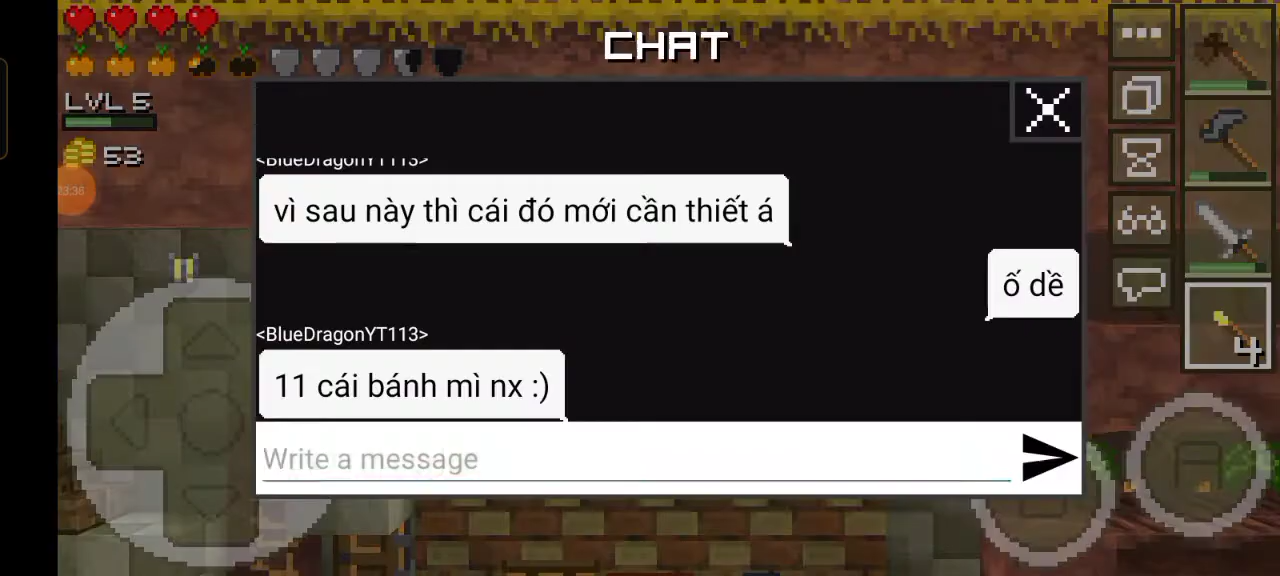 CHAT
LVL 5
53
<BlueDragonYT113>
vì sau này thì cái đó mới cần thiết á
ố dề
<BlueDragonYT113>
11 cái bánh mì nx :)
Write a message
4